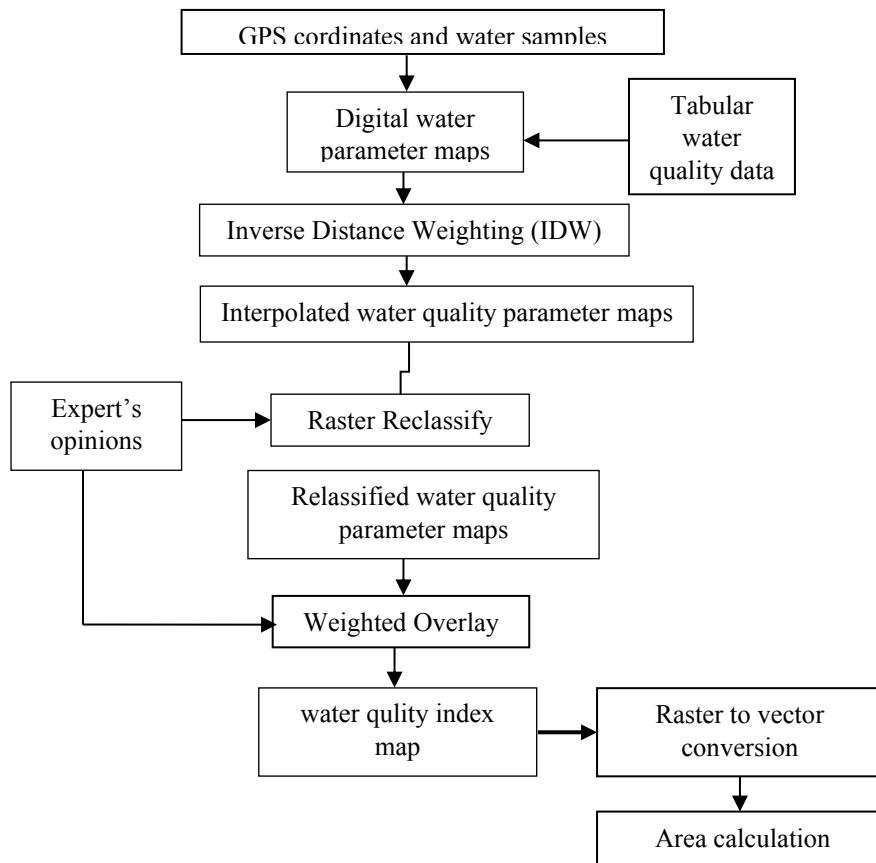 GPS cordinates and water samples
Digital water
parameter maps
Tabular
water
quality data
Inverse Distance Weighting (IDW)
Interpolated water quality parameter maps
Expert’s
opinions
Raster Reclassify
Relassified water quality
parameter maps
Weighted Overlay
water qulity index
map
Raster to vector
conversion
Area calculation